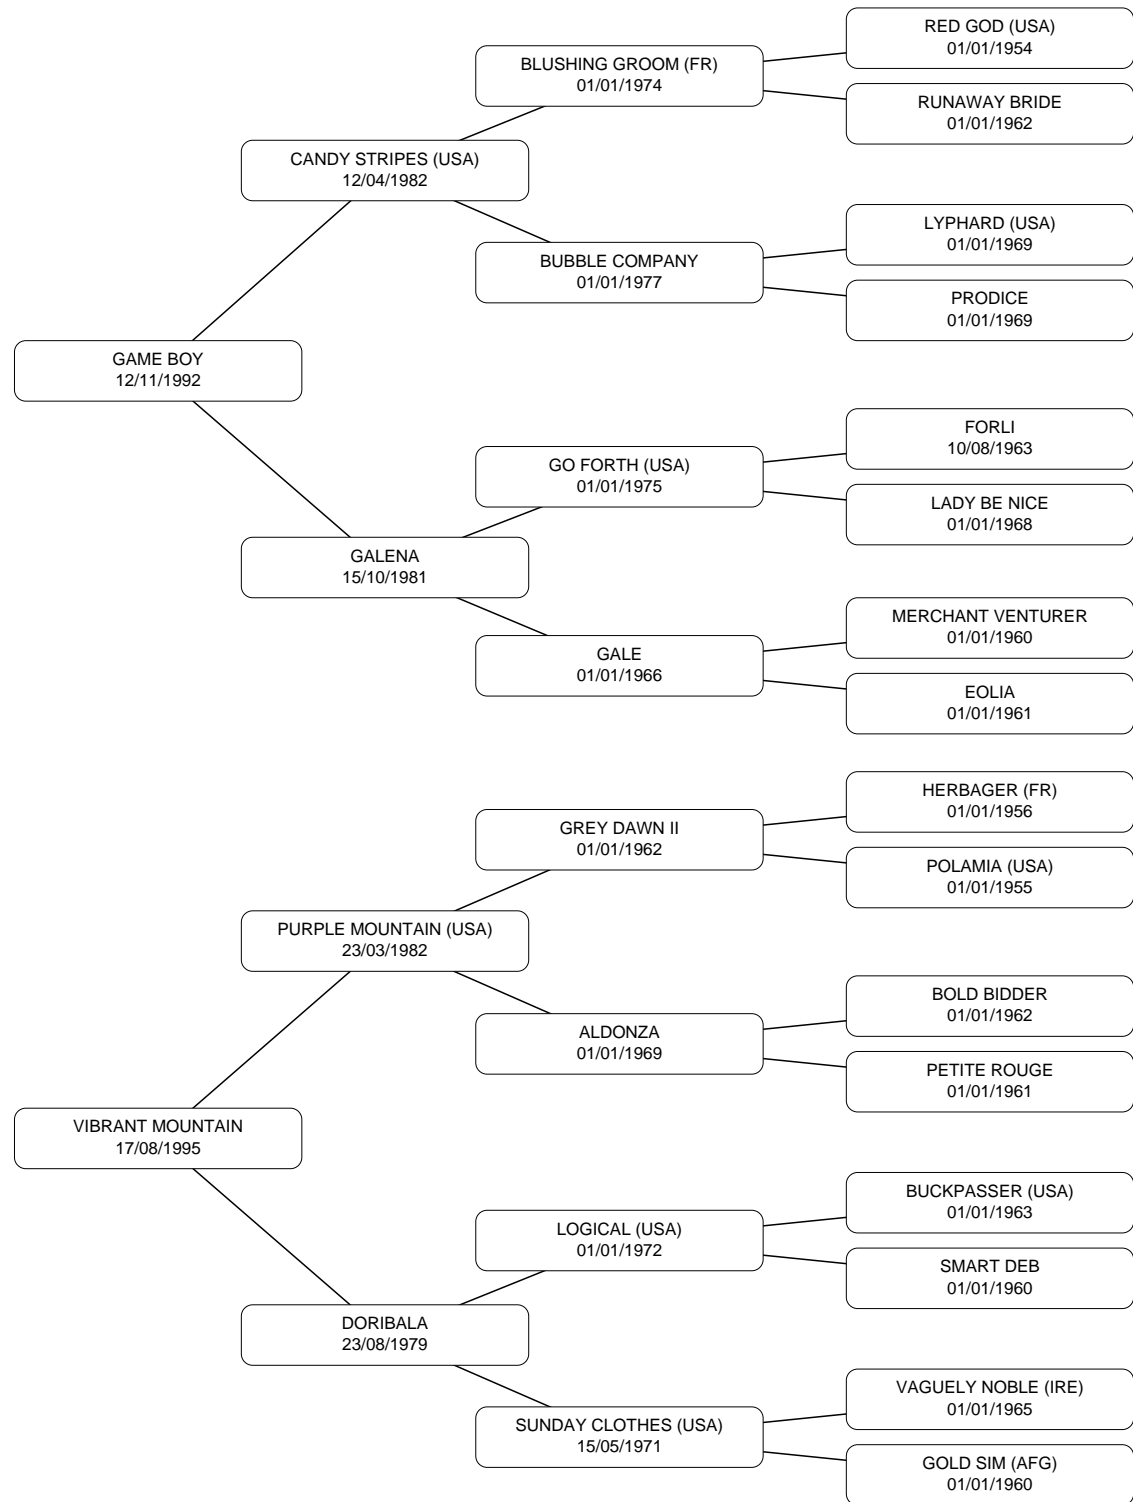 RED GOD (USA)
01/01/1954
BLUSHING GROOM (FR)
01/01/1974
RUNAWAY BRIDE
01/01/1962
CANDY STRIPES (USA)
12/04/1982
LYPHARD (USA)
01/01/1969
BUBBLE COMPANY
01/01/1977
PRODICE
01/01/1969
GAME BOY
12/11/1992
FORLI
10/08/1963
GO FORTH (USA)
01/01/1975
LADY BE NICE
01/01/1968
GALENA
15/10/1981
MERCHANT VENTURER
01/01/1960
GALE
01/01/1966
EOLIA
01/01/1961
HERBAGER (FR)
01/01/1956
GREY DAWN II
01/01/1962
POLAMIA (USA)
01/01/1955
PURPLE MOUNTAIN (USA)
23/03/1982
BOLD BIDDER
01/01/1962
ALDONZA
01/01/1969
PETITE ROUGE
01/01/1961
VIBRANT MOUNTAIN
17/08/1995
BUCKPASSER (USA)
01/01/1963
LOGICAL (USA)
01/01/1972
SMART DEB
01/01/1960
DORIBALA
23/08/1979
VAGUELY NOBLE (IRE)
01/01/1965
SUNDAY CLOTHES (USA)
15/05/1971
GOLD SIM (AFG)
01/01/1960